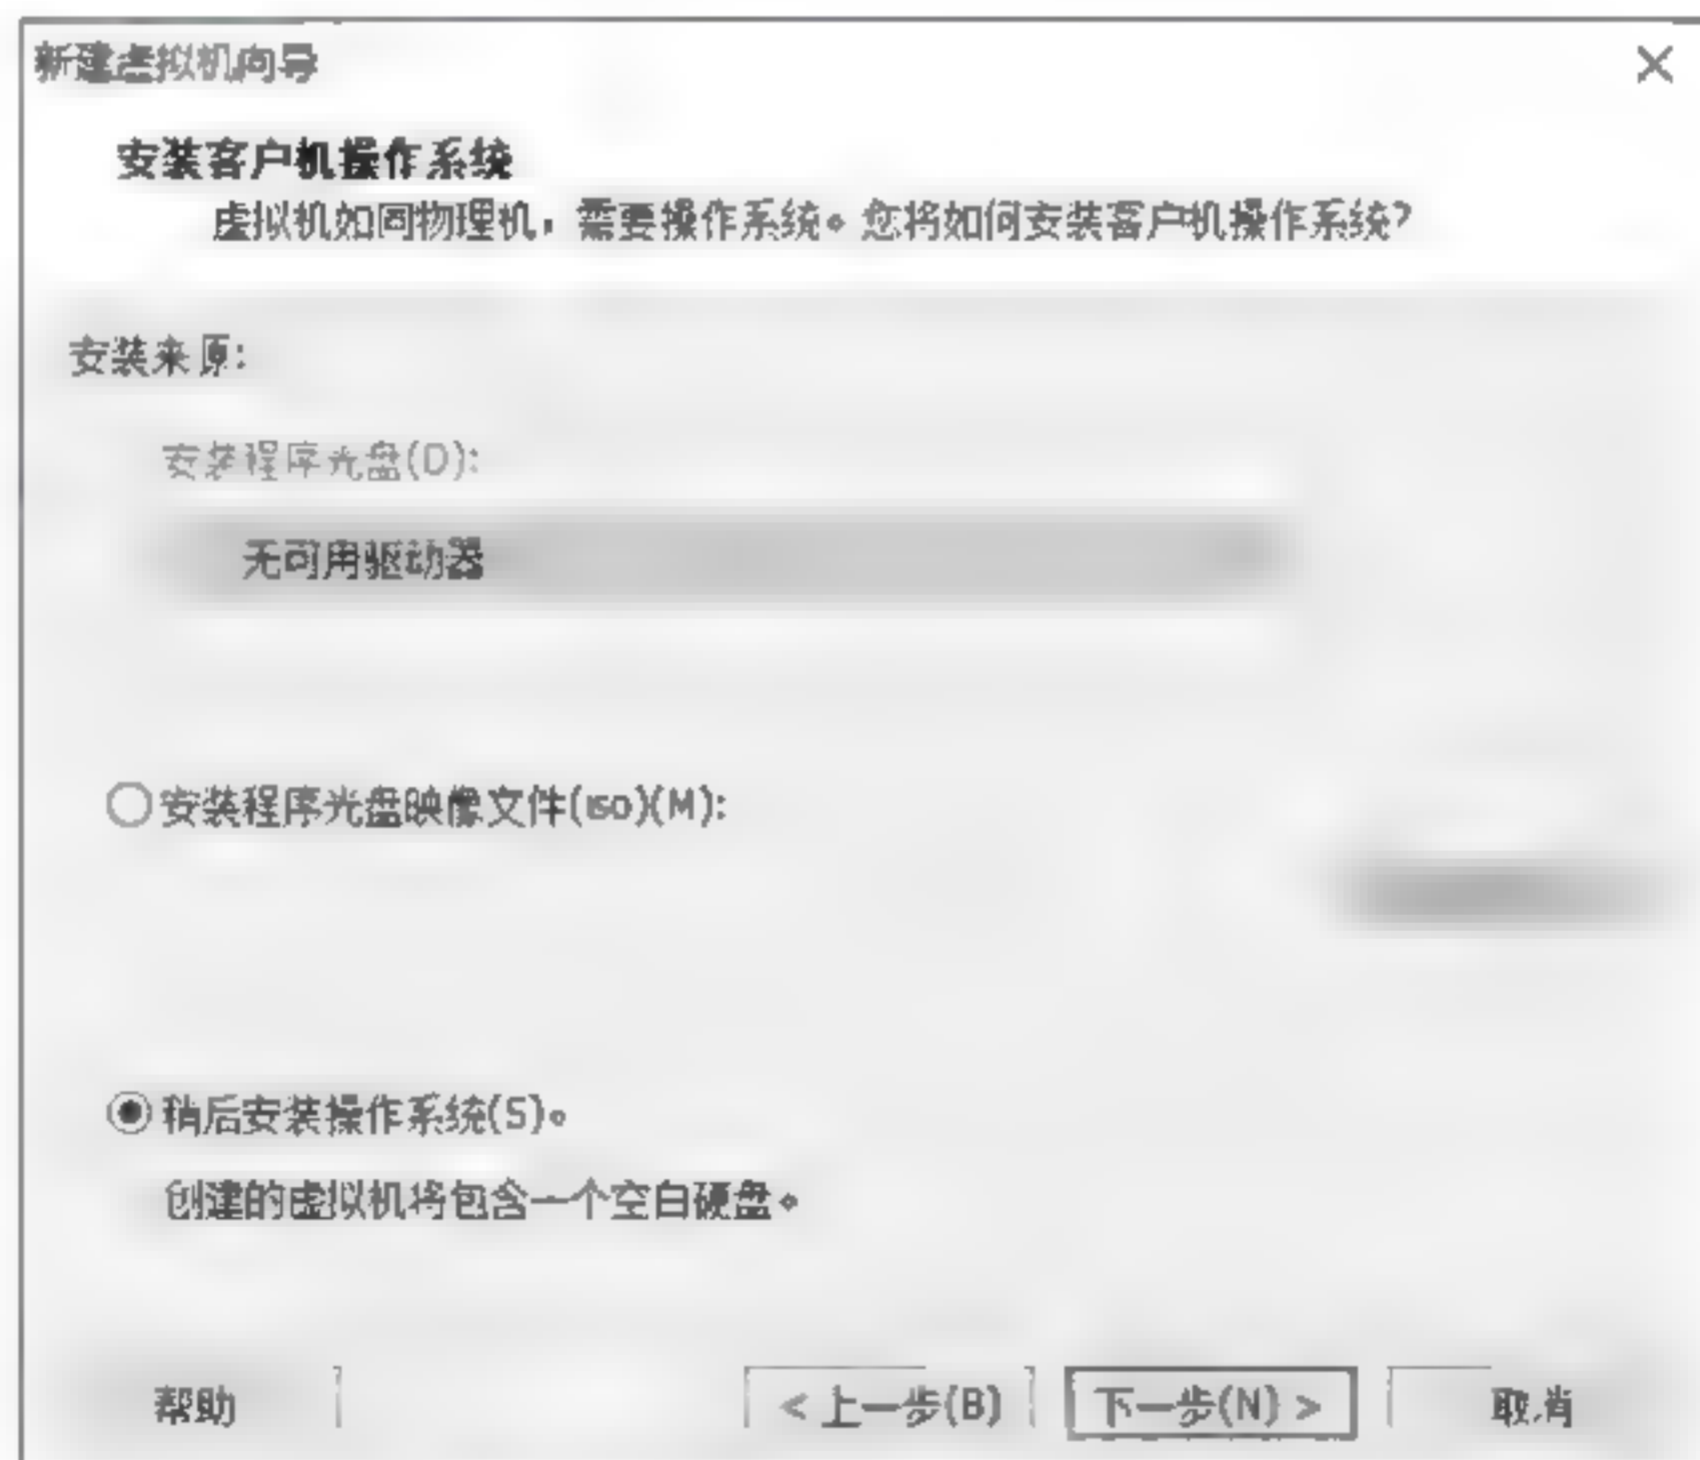 新建虚拟机向导
安装客户机操作系统
虚拟机如同物理机，需要操作系统。您将如何安装客户机操作系统?
安装来源:
安装程序光盘(D):
无可用驱动器
安装程序光盘映像文件(iso)(M):
稍后安装操作系统(S)。
创建的虚拟机将包含一个空白硬盘。
帮助 < 上一步(B) 下一步(N) > 取消